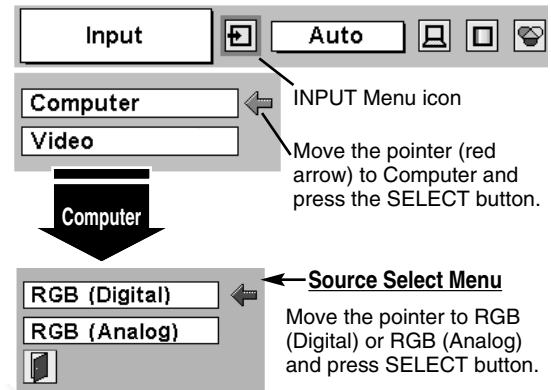 Input
Auto
INPUT Menu icon
Computer
Video
Move the pointer (red
arrow) to Computer and
press the SELECT button.
Computer
Source Select Menu
RGB (Digital)
RGB (Analog)
Move the pointer to RGB
(Digital) or RGB (Analog)
and press SELECT button.